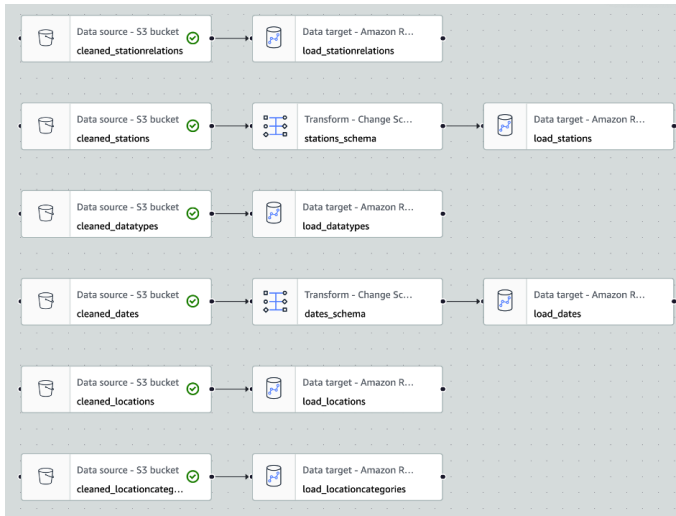 Data source - S3 bucket
cleaned_stationrelations
Data target - Amazon R...
load_stationrelations
Data source - S3 bucket
cleaned_stations
Transform - Change Sc...
stations_schema
Data target - Amazon R...
load_stations
Data source - S3 bucket
cleaned_datatypes
Data target - Amazon R...
load_datatypes
Data source - S3 bucket
cleaned_dates
Transform - Change Sc...
dates_schema
Data target - Amazon R...
load_dates
Data source - S3 bucket
cleaned_locations
Data target - Amazon R...
load_locations
Data source - S3 bucket
cleaned_locationcateg...
Data target - Amazon R...
load_locationcategories